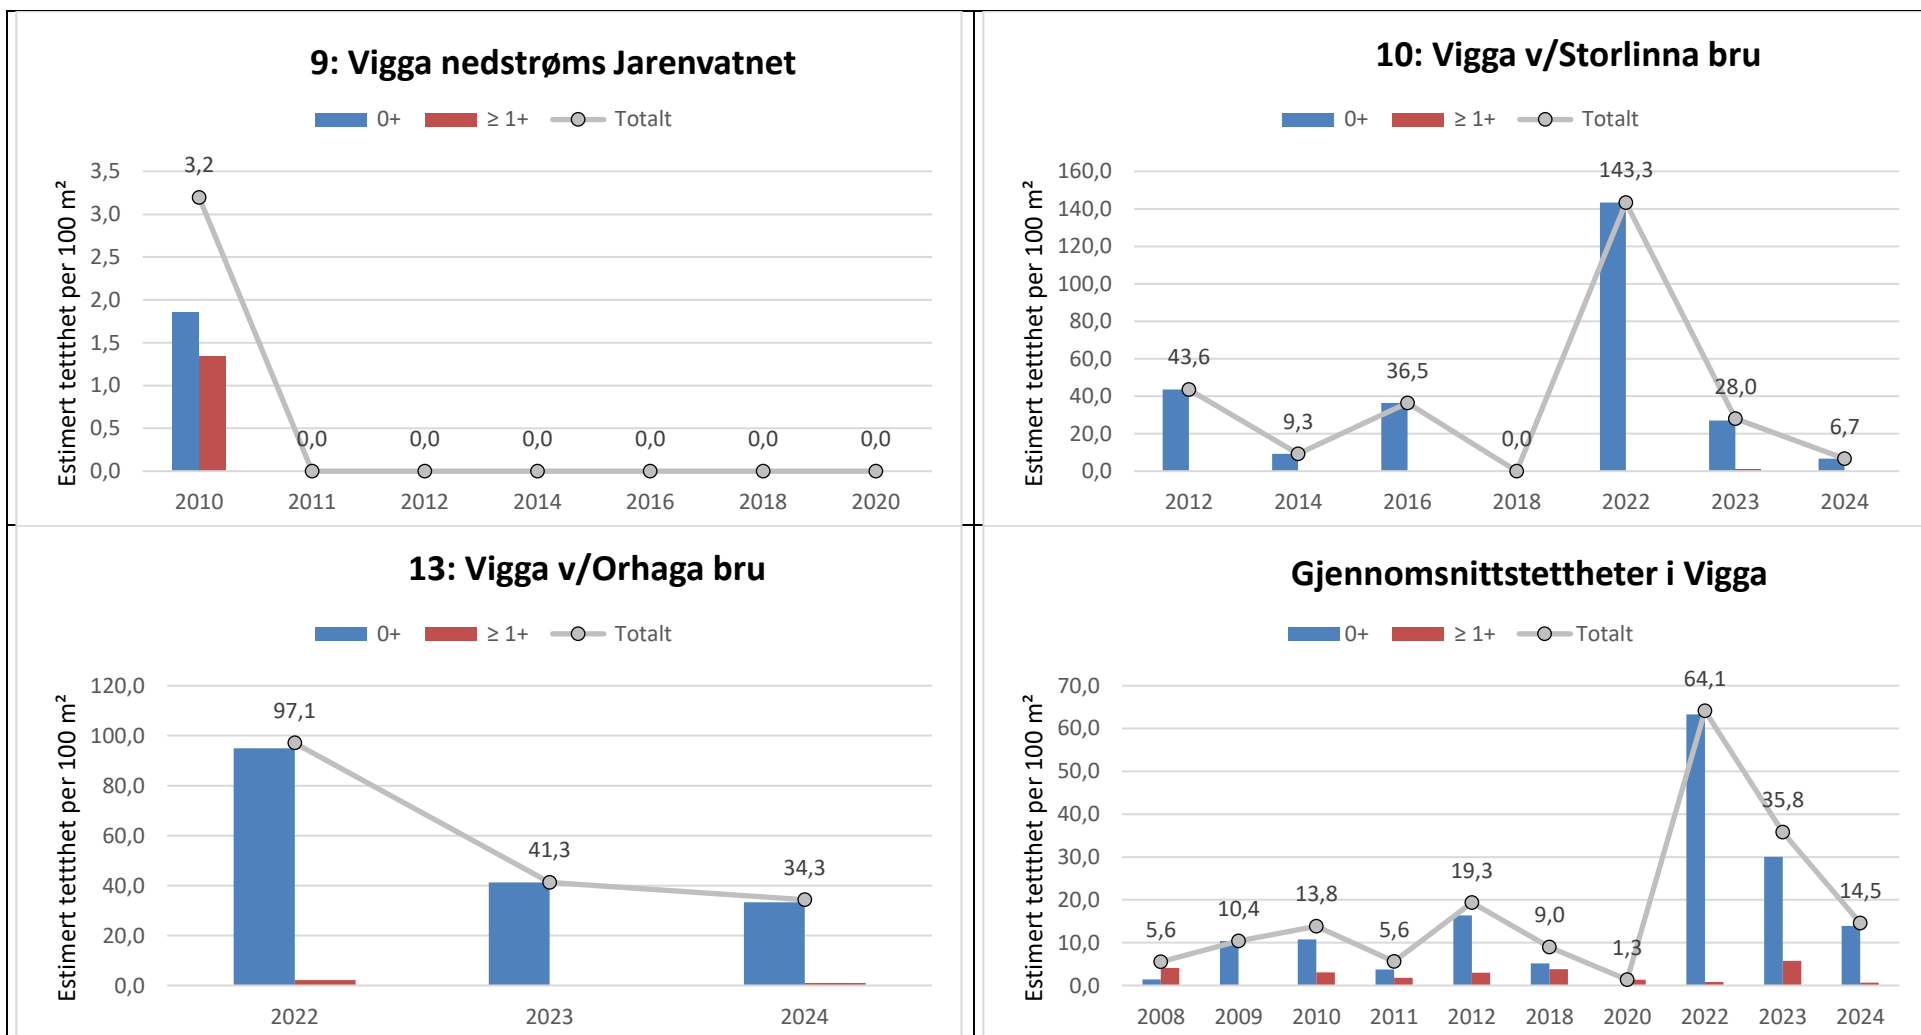 9: Vigga nedstrøms Jarenvatnet
0+ ≥ 1+ Totalt
Estimert tettthet per 100 m²
3,5
3,0
2,5
2,0
1,5
1,0
0,5
0,0
3,2
0,0 0,0 0,0 0,0 0,0 0,0
2010 2011 2012 2014 2016 2018 2020
10: Vigga v/Storlinna bru
0+ ≥ 1+ Totalt
Estimert tettthet per 100 m²
160,0
140,0
120,0
100,0
80,0
60,0
40,0
20,0
0,0
43,6 9,3 36,5 0,0 143,3 28,0 6,7
2012 2014 2016 2018 2022 2023 2024
13: Vigga v/Orhaga bru
0+ ≥ 1+ Totalt
Estimert tettthet per 100 m²
120,0
100,0
80,0
60,0
40,0
20,0
0,0
97,1 41,3 34,3
2022 2023 2024
Gjennomsnittstettheter i Vigga
0+ ≥ 1+ Totalt
Estimert tettthet per 100 m²
70,0
60,0
50,0
40,0
30,0
20,0
10,0
0,0
5,6 10,4 13,8 5,6 19,3 9,0 1,3 64,1 35,8 14,5
2008 2009 2010 2011 2012 2018 2020 2022 2023 2024